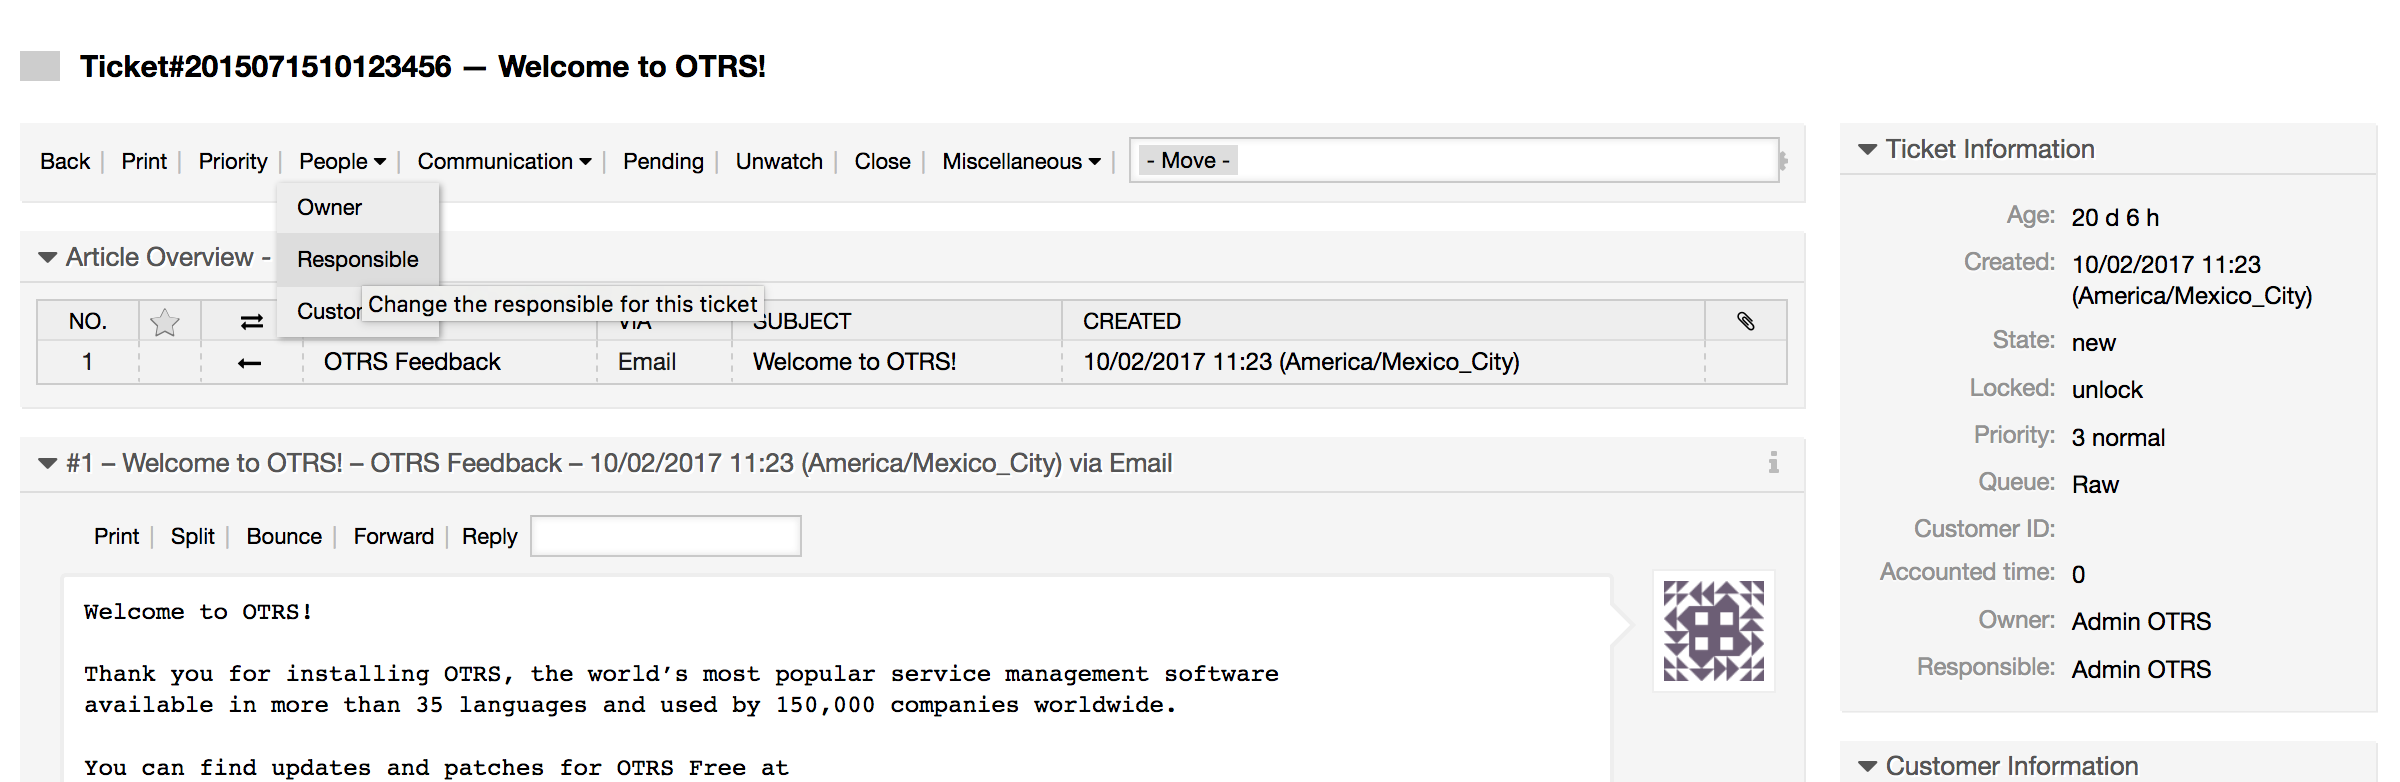 Ticket#2015071510123456 — Welcome to OTRS!
Back | Print | Priority | People | Communication | Pending | Unwatch | Close | Miscellaneous | - Move -
Owner
Responsible
Change the responsible for this ticket
Article Overview -
NO. VIA SUBJECT CREATED
1 OTRS Feedback Email Welcome to OTRS! 10/02/2017 11:23 (America/Mexico_City)
#1 – Welcome to OTRS! – OTRS Feedback – 10/02/2017 11:23 (America/Mexico_City) via Email
Print | Split | Bounce | Forward | Reply
Welcome to OTRS!
Thank you for installing OTRS, the world’s most popular service management software
available in more than 35 languages and used by 150,000 companies worldwide.
You can find updates and patches for OTRS Free at
Ticket Information
Age: 20 d 6 h
Created: 10/02/2017 11:23
(America/Mexico_City)
State: new
Locked: unlock
Priority: 3 normal
Queue: Raw
Customer ID:
Accounted time: 0
Owner: Admin OTRS
Responsible: Admin OTRS
Customer Information